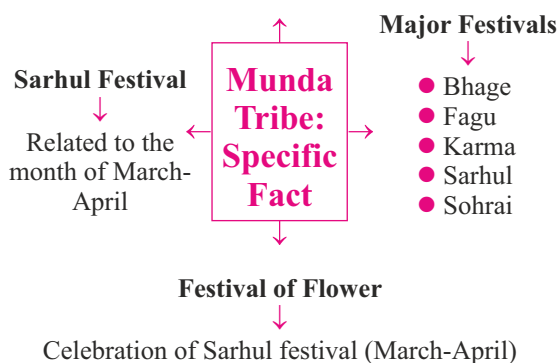 Major Festivals
Sarhul Festival
Munda
Tribe:
Specific
Fact
Related to the
month of March-
April
● Bhage
● Fagu
● Karma
● Sarhul
● Sohrai
Festival of Flower
Celebration of Sarhul festival (March-April)